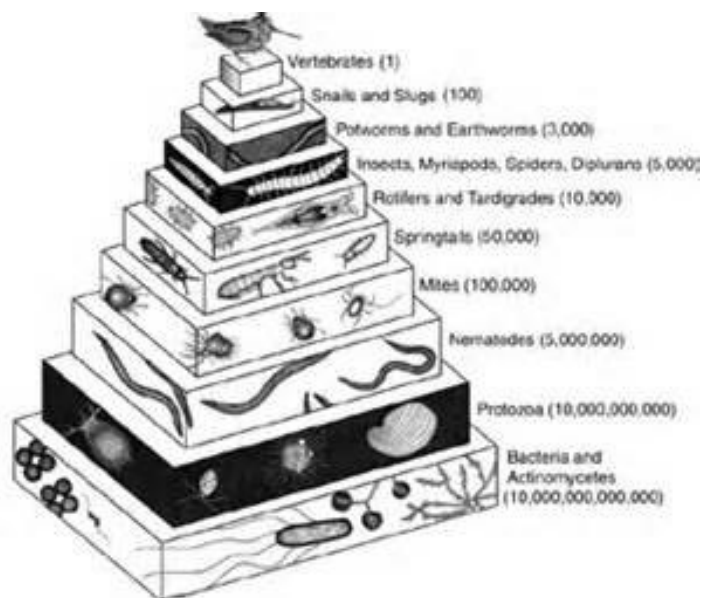 Vertebrates (1)
Snails and Slugs (100)
Potworms and Earthworms (3,000)
Insects, Myriapods, Spiders, Diplurans (5,000)
Rotifers and Tardigrades (10,000)
Springtails (50,000)
Mites (100,000)
Nematodes (5,000,000)
Protozoa (10,000,000,000)
Bacteria and
Actinomycetes
(10,000,000,000,000)